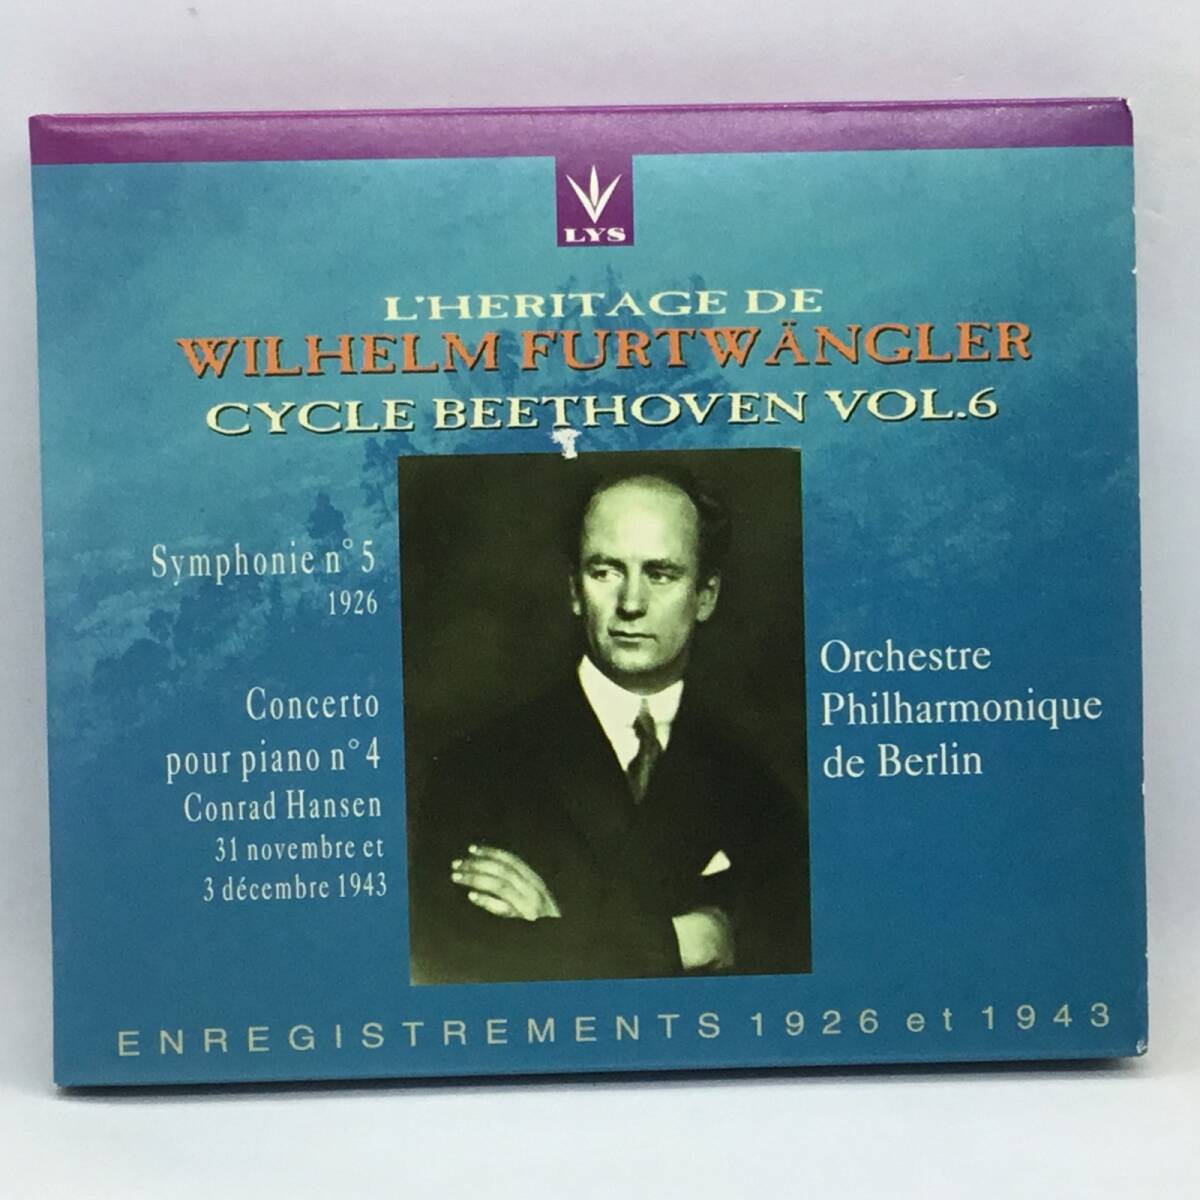 LYS
L'HERITAGE DE
WILHELM FURTWÄNGLER
CYCLE BEETHOVEN VOL.6
Symphonie n° 5
1926
Concerto
pour piano n° 4
Conrad Hansen
31 novembre et
3 décembre 1943
Orchestre
Philharmonique
de Berlin
ENREGISTREMENTS 1926 et 1943